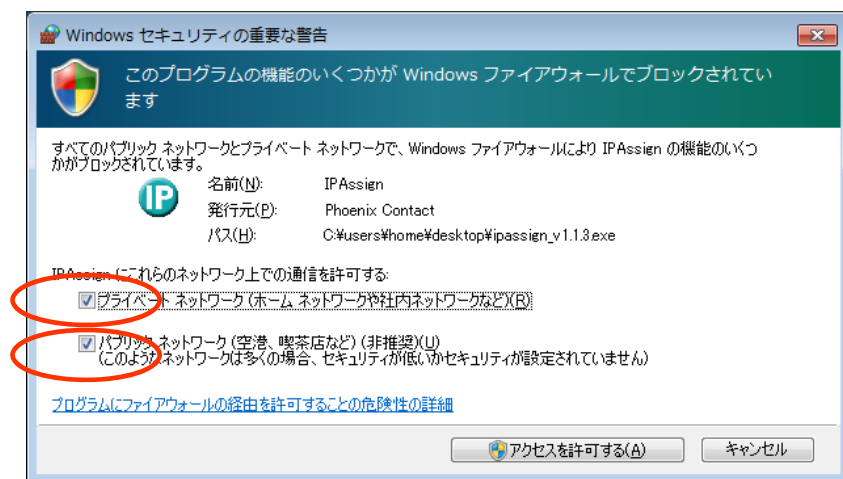 Windows セキュリティの重要な警告
このプログラムの機能のいくつかが Windows ファイアウォールでブロックされてい
ます
すべてのパブリック ネットワークとプライベート ネットワークで、Windows ファイアウォールにより IPAssign の機能のいくつ
かがブロックされています。
IP
名前(N): IPAssign
発行元(P): Phoenix Contact
パス(H): C:¥users¥home¥desktop¥ipassign_v1.1.3.exe
IPAssign にこれらのネットワーク上での通信を許可する:
プライベート ネットワーク (ホーム ネットワークや社内ネットワークなど)(R)
パブリック ネットワーク (空港、喫茶店など) (非推奨)(U)
(このようなネットワークは多くの場合、セキュリティが低いかセキュリティが設定されていません)
プログラムにファイアウォールの経由を許可することの危険性の詳細
アクセスを許可する(A) キャンセル